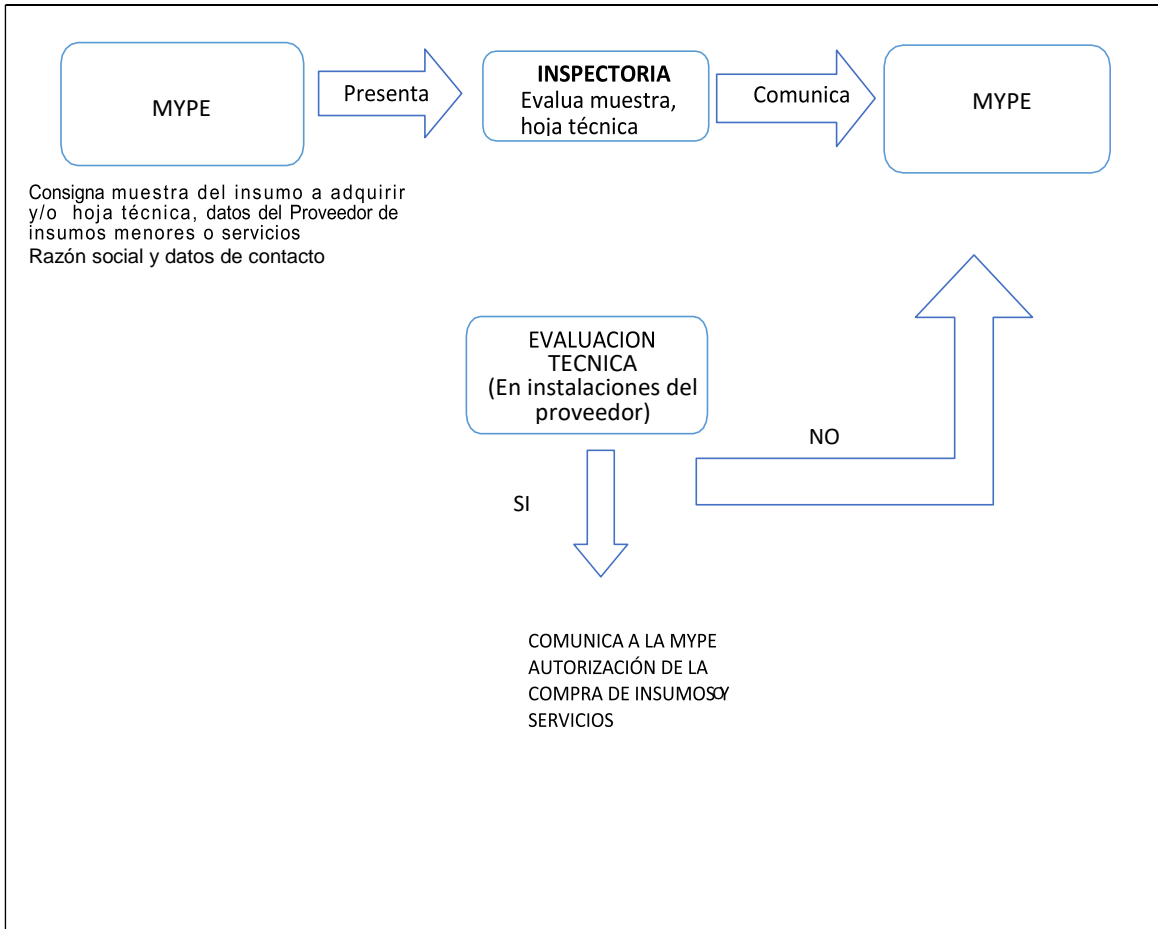 MYPE
Presenta
INSPECTORIA
Evalua muestra,
hoja técnica
Comunica
MYPE
Consigna muestra del insumo a adquirir
y/o hoja técnica, datos del Proveedor de
insumos menores o servicios
Razón social y datos de contacto
EVALUACION
TECNICA
(En instalaciones del
proveedor)
NO
SI
COMUNICA A LA MYPE
AUTORIZACIÓN DE LA
COMPRA DE INSUMOS
SERVICIOS